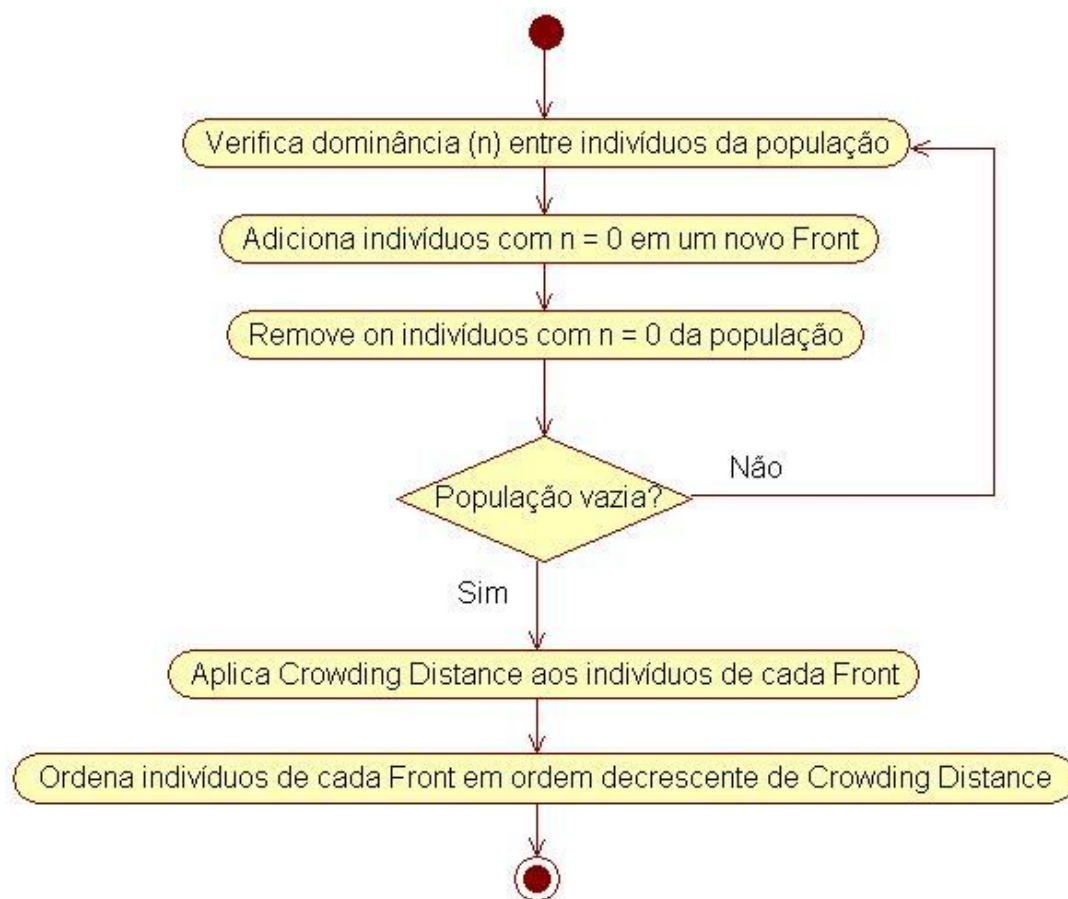 Verifica dominância (n) entre indivíduos da população
Adiciona indivíduos com n = 0 em um novo Front
Remove on indivíduos com n = 0 da população
População vazia?
Não
Sim
Aplica Crowding Distance aos indivíduos de cada Front
Ordena indivíduos de cada Front em ordem decrescente de Crowding Distance